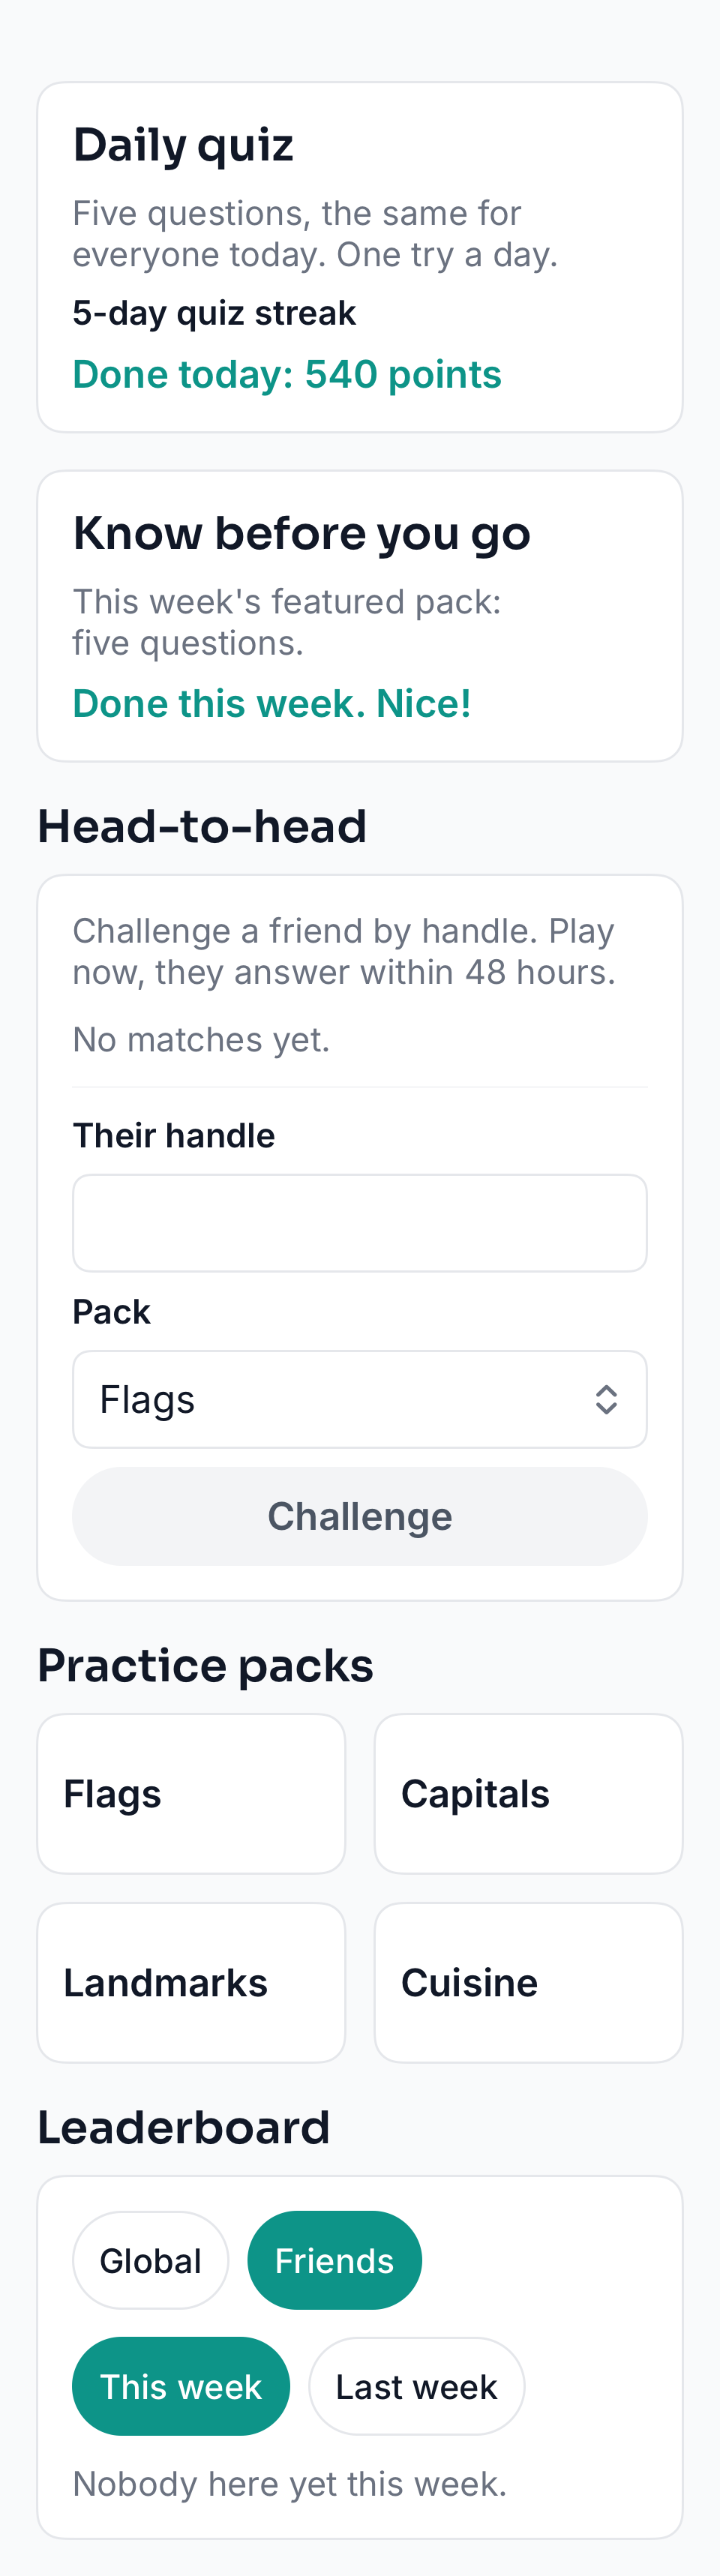 Daily quiz
Five questions, the same for
everyone today. One try a day.
5-day quiz streak
Done today: 540 points
Know before you go
This week's featured pack:
five questions.
Done this week. Nice!
Head-to-head
Challenge a friend by handle. Play
now, they answer within 48 hours.
No matches yet.
Their handle
Pack
Flags
Challenge
Practice packs
Flags
Capitals
Landmarks
Cuisine
Leaderboard
Global
Friends
This week
Last week
Nobody here yet this week.